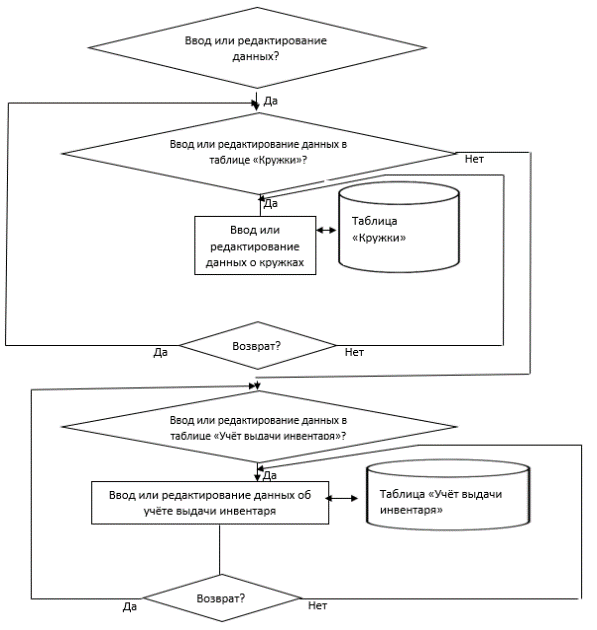 Ввод или редактирование
данных?
Да
Ввод или редактирование данных в
таблице «Кружки»?
Нет
Да
Ввод или
редактирование
данных о кружках
Таблица
«Кружки»
Возврат?
Да
Нет
Ввод или редактирование данных в
таблице «Учёт выдачи инвентаря»?
Да
Ввод или редактирование данных об
учёте выдачи инвентаря
Таблица «Учёт выдачи
инвентаря»
Возврат?
Да
Нет